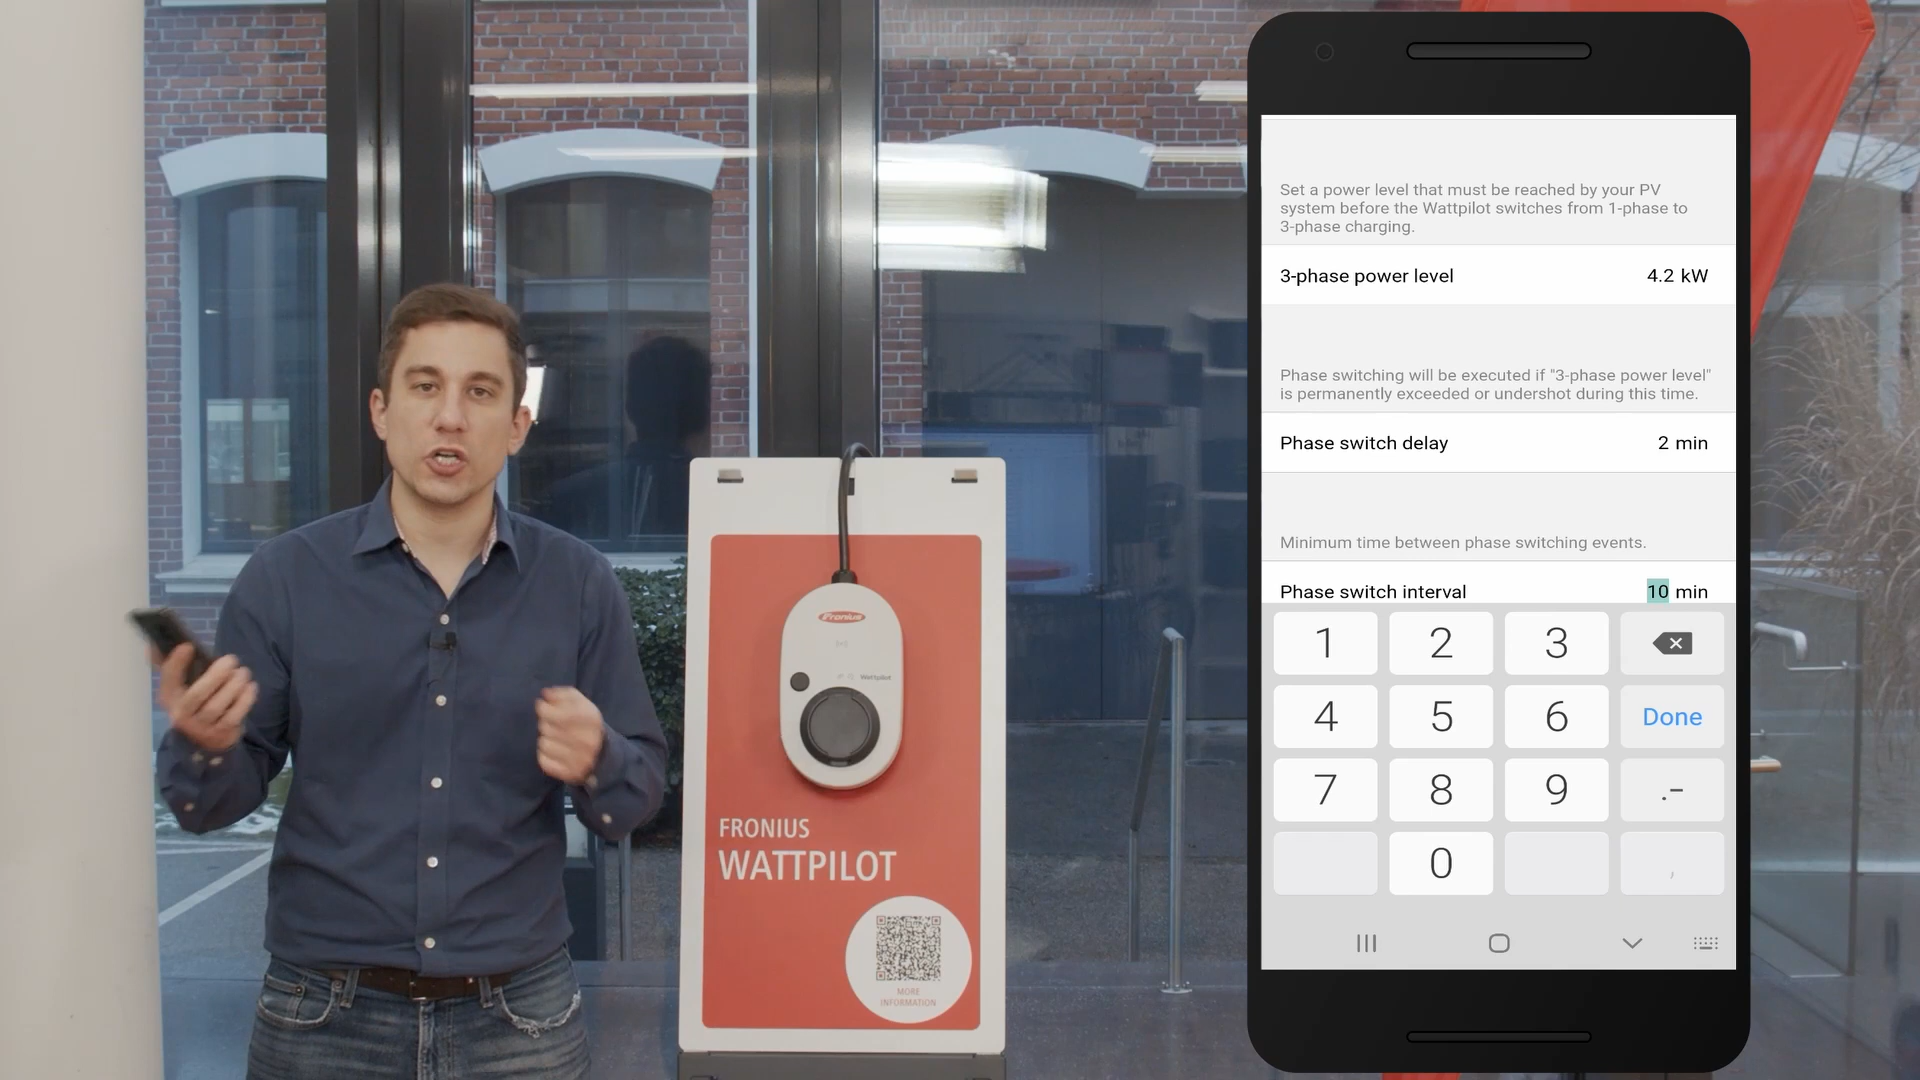 Set a power level that must be reached by your PV
system before the Wattpilot switches from 1-phase to
3-phase charging.
3-phase power level 4.2 kW
Phase switching will be executed if "3-phase power level"
is permanently exceeded or undershot during this time.
Phase switch delay 2 min
Minimum time between phase switching events.
Phase switch interval 10 min
1 2 3
4 5 6 Done
7 8 9 .-
0 ,
Fronius
Wattpilot
FRONIUS
WATTPILOT
MORE
INFORMATION